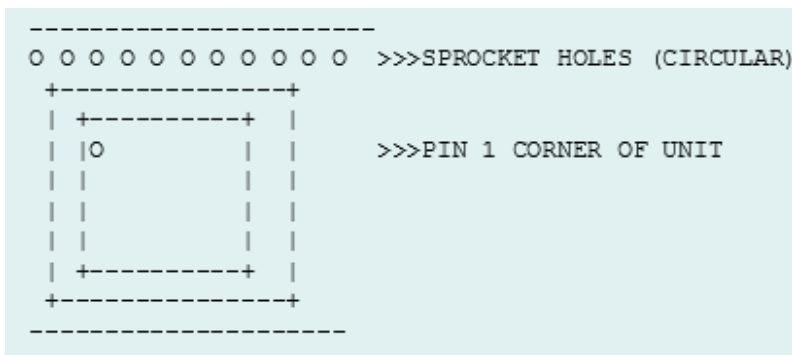 -----------------------
O O O O O O O O O O O >>>SPROCKET HOLES (CIRCULAR)
+---------------+
| +----------+ |
| |O | | >>>PIN 1 CORNER OF UNIT
| | | |
| | | |
| | | |
| +----------+ |
+---------------+
---------------------